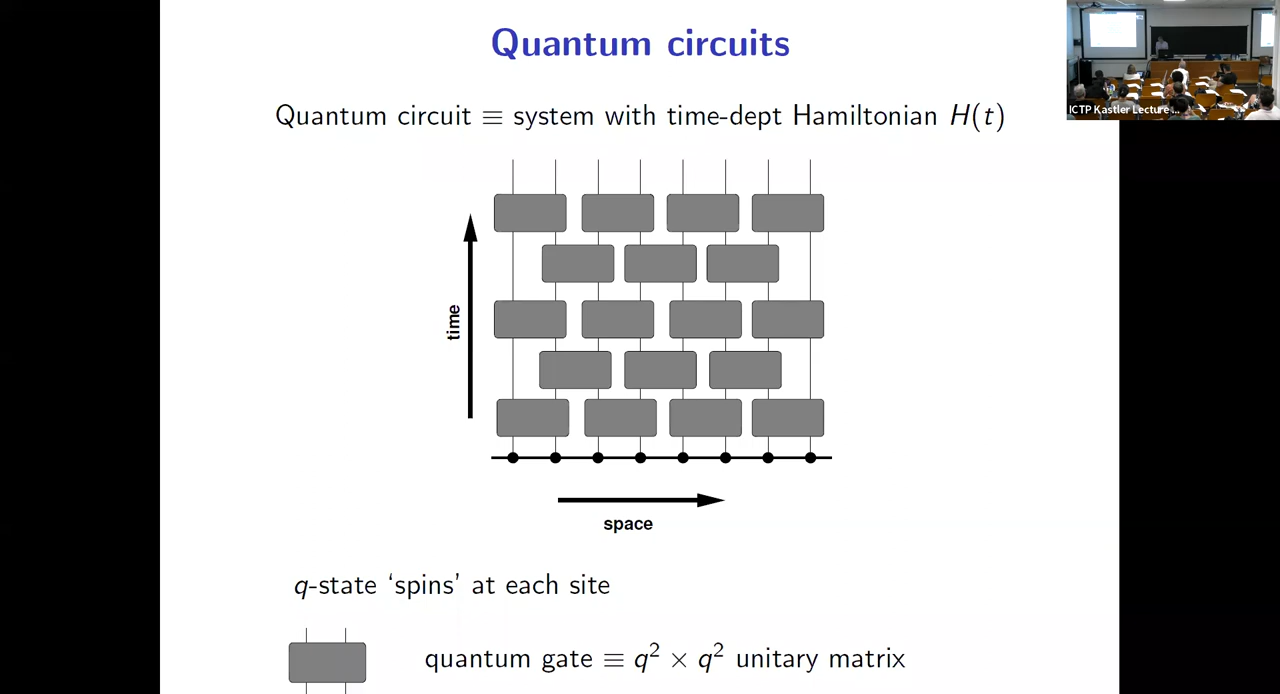 Quantum circuits
Quantum circuit ≡ system with time-dept Hamiltonian H(t)
ICTP Kastler Lecture ...
time
space
q-state ‘spins’ at each site
quantum gate ≡ q² × q² unitary matrix